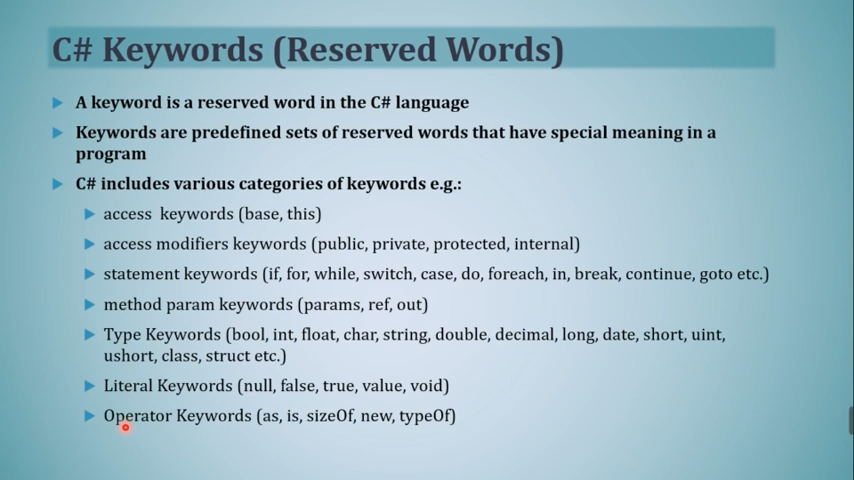 C# Keywords (Reserved Words)
A keyword is a reserved word in the C# language
Keywords are predefined sets of reserved words that have special meaning in a
program
C# includes various categories of keywords e.g.:
access keywords (base, this)
access modifiers keywords (public, private, protected, internal)
statement keywords (if, for, while, switch, case, do, foreach, in, break, continue, goto etc.)
method param keywords (params, ref, out)
Type Keywords (bool, int, float, char, string, double, decimal, long, date, short, uint,
ushort, class, struct etc.)
Literal Keywords (null, false, true, value, void)
Operator Keywords (as, is, sizeOf, new, typeOf)